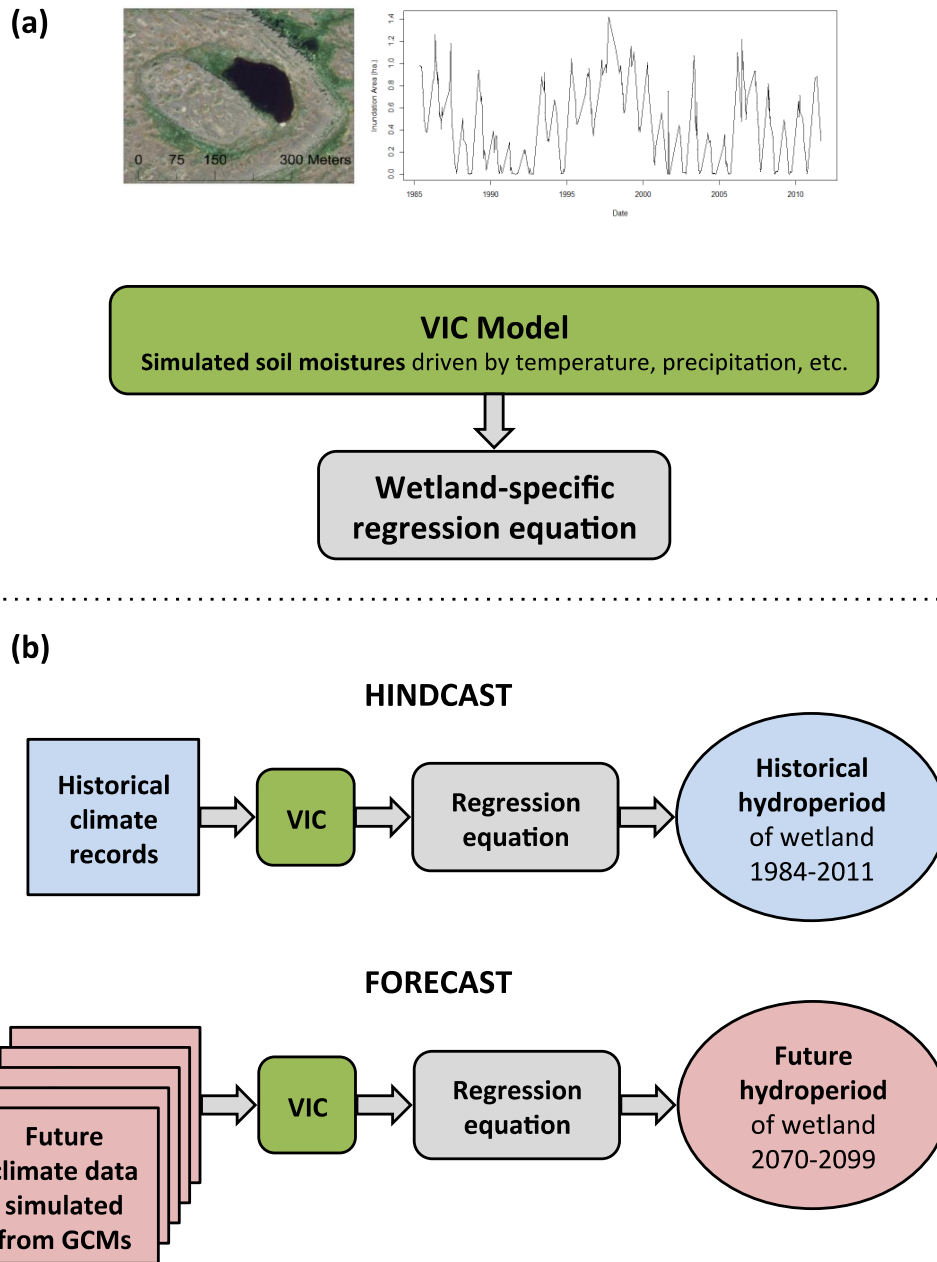 (a)
0 75 150 300 Meters
Inundation Area (ha.)
0.0 0.2 0.4 0.6 0.8 1.0 1.2 1.4
1985 1990 1995 2000 2005 2010
Date
VIC Model
Simulated soil moistures driven by temperature, precipitation, etc.
Wetland-specific
regression equation
(b)
HINDCAST
Historical
climate
records
VIC
Regression
equation
Historical
hydroperiod
of wetland
1984-2011
FORECAST
Future
climate data
simulated
from GCMs
VIC
Regression
equation
Future
hydroperiod
of wetland
2070-2099